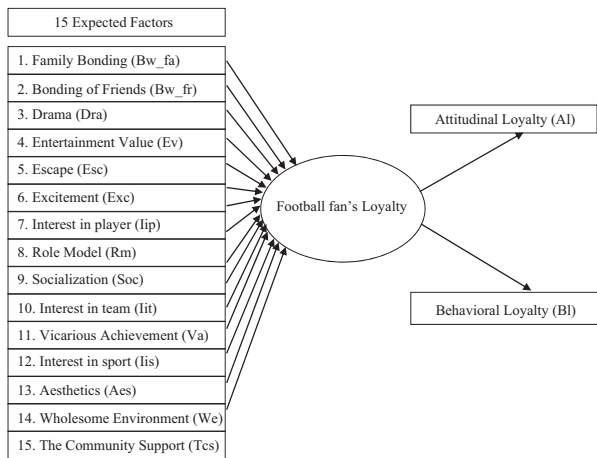 15 Expected Factors
1. Family Bonding (Bw_fa)
2. Bonding of Friends (Bw_fr)
3. Drama (Dra)
4. Entertainment Value (Ev)
5. Escape (Esc)
6. Excitement (Exc)
7. Interest in player (Iip)
8. Role Model (Rm)
9. Socialization (Soc)
10. Interest in team (Iit)
11. Vicarious Achievement (Va)
12. Interest in sport (Iis)
13. Aesthetics (Aes)
14. Wholesome Environment (We)
15. The Community Support (Tcs)
Football fan's Loyalty
Attitudinal Loyalty (Al)
Behavioral Loyalty (Bl)